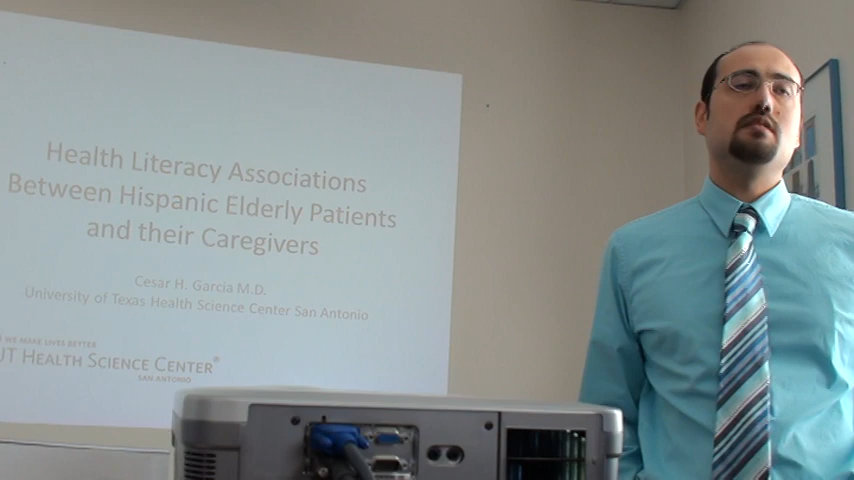 Health Literacy Associations
Between Hispanic Elderly Patients
and their Caregivers
Cesar H. Garcia M.D.
University of Texas Health Science Center San Antonio
WE MAKE LIVES BETTER
UT HEALTH SCIENCE CENTER®
SAN ANTONIO